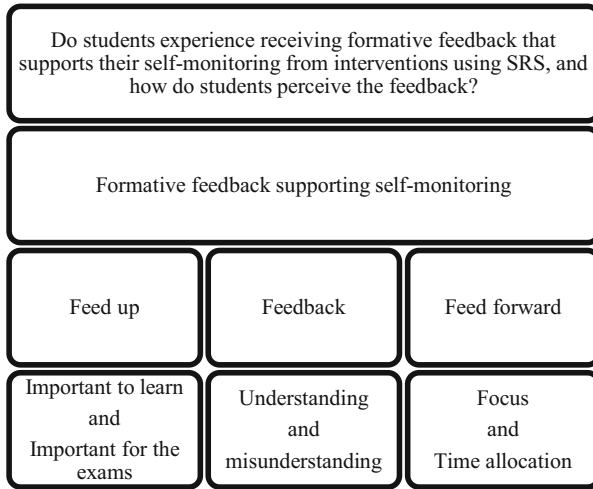 Do students experience receiving formative feedback that
supports their self-monitoring from interventions using SRS, and
how do students perceive the feedback?
Formative feedback supporting self-monitoring
Feed up
Feedback
Feed forward
Important to learn
and
Important for the
exams
Understanding
and
misunderstanding
Focus
and
Time allocation